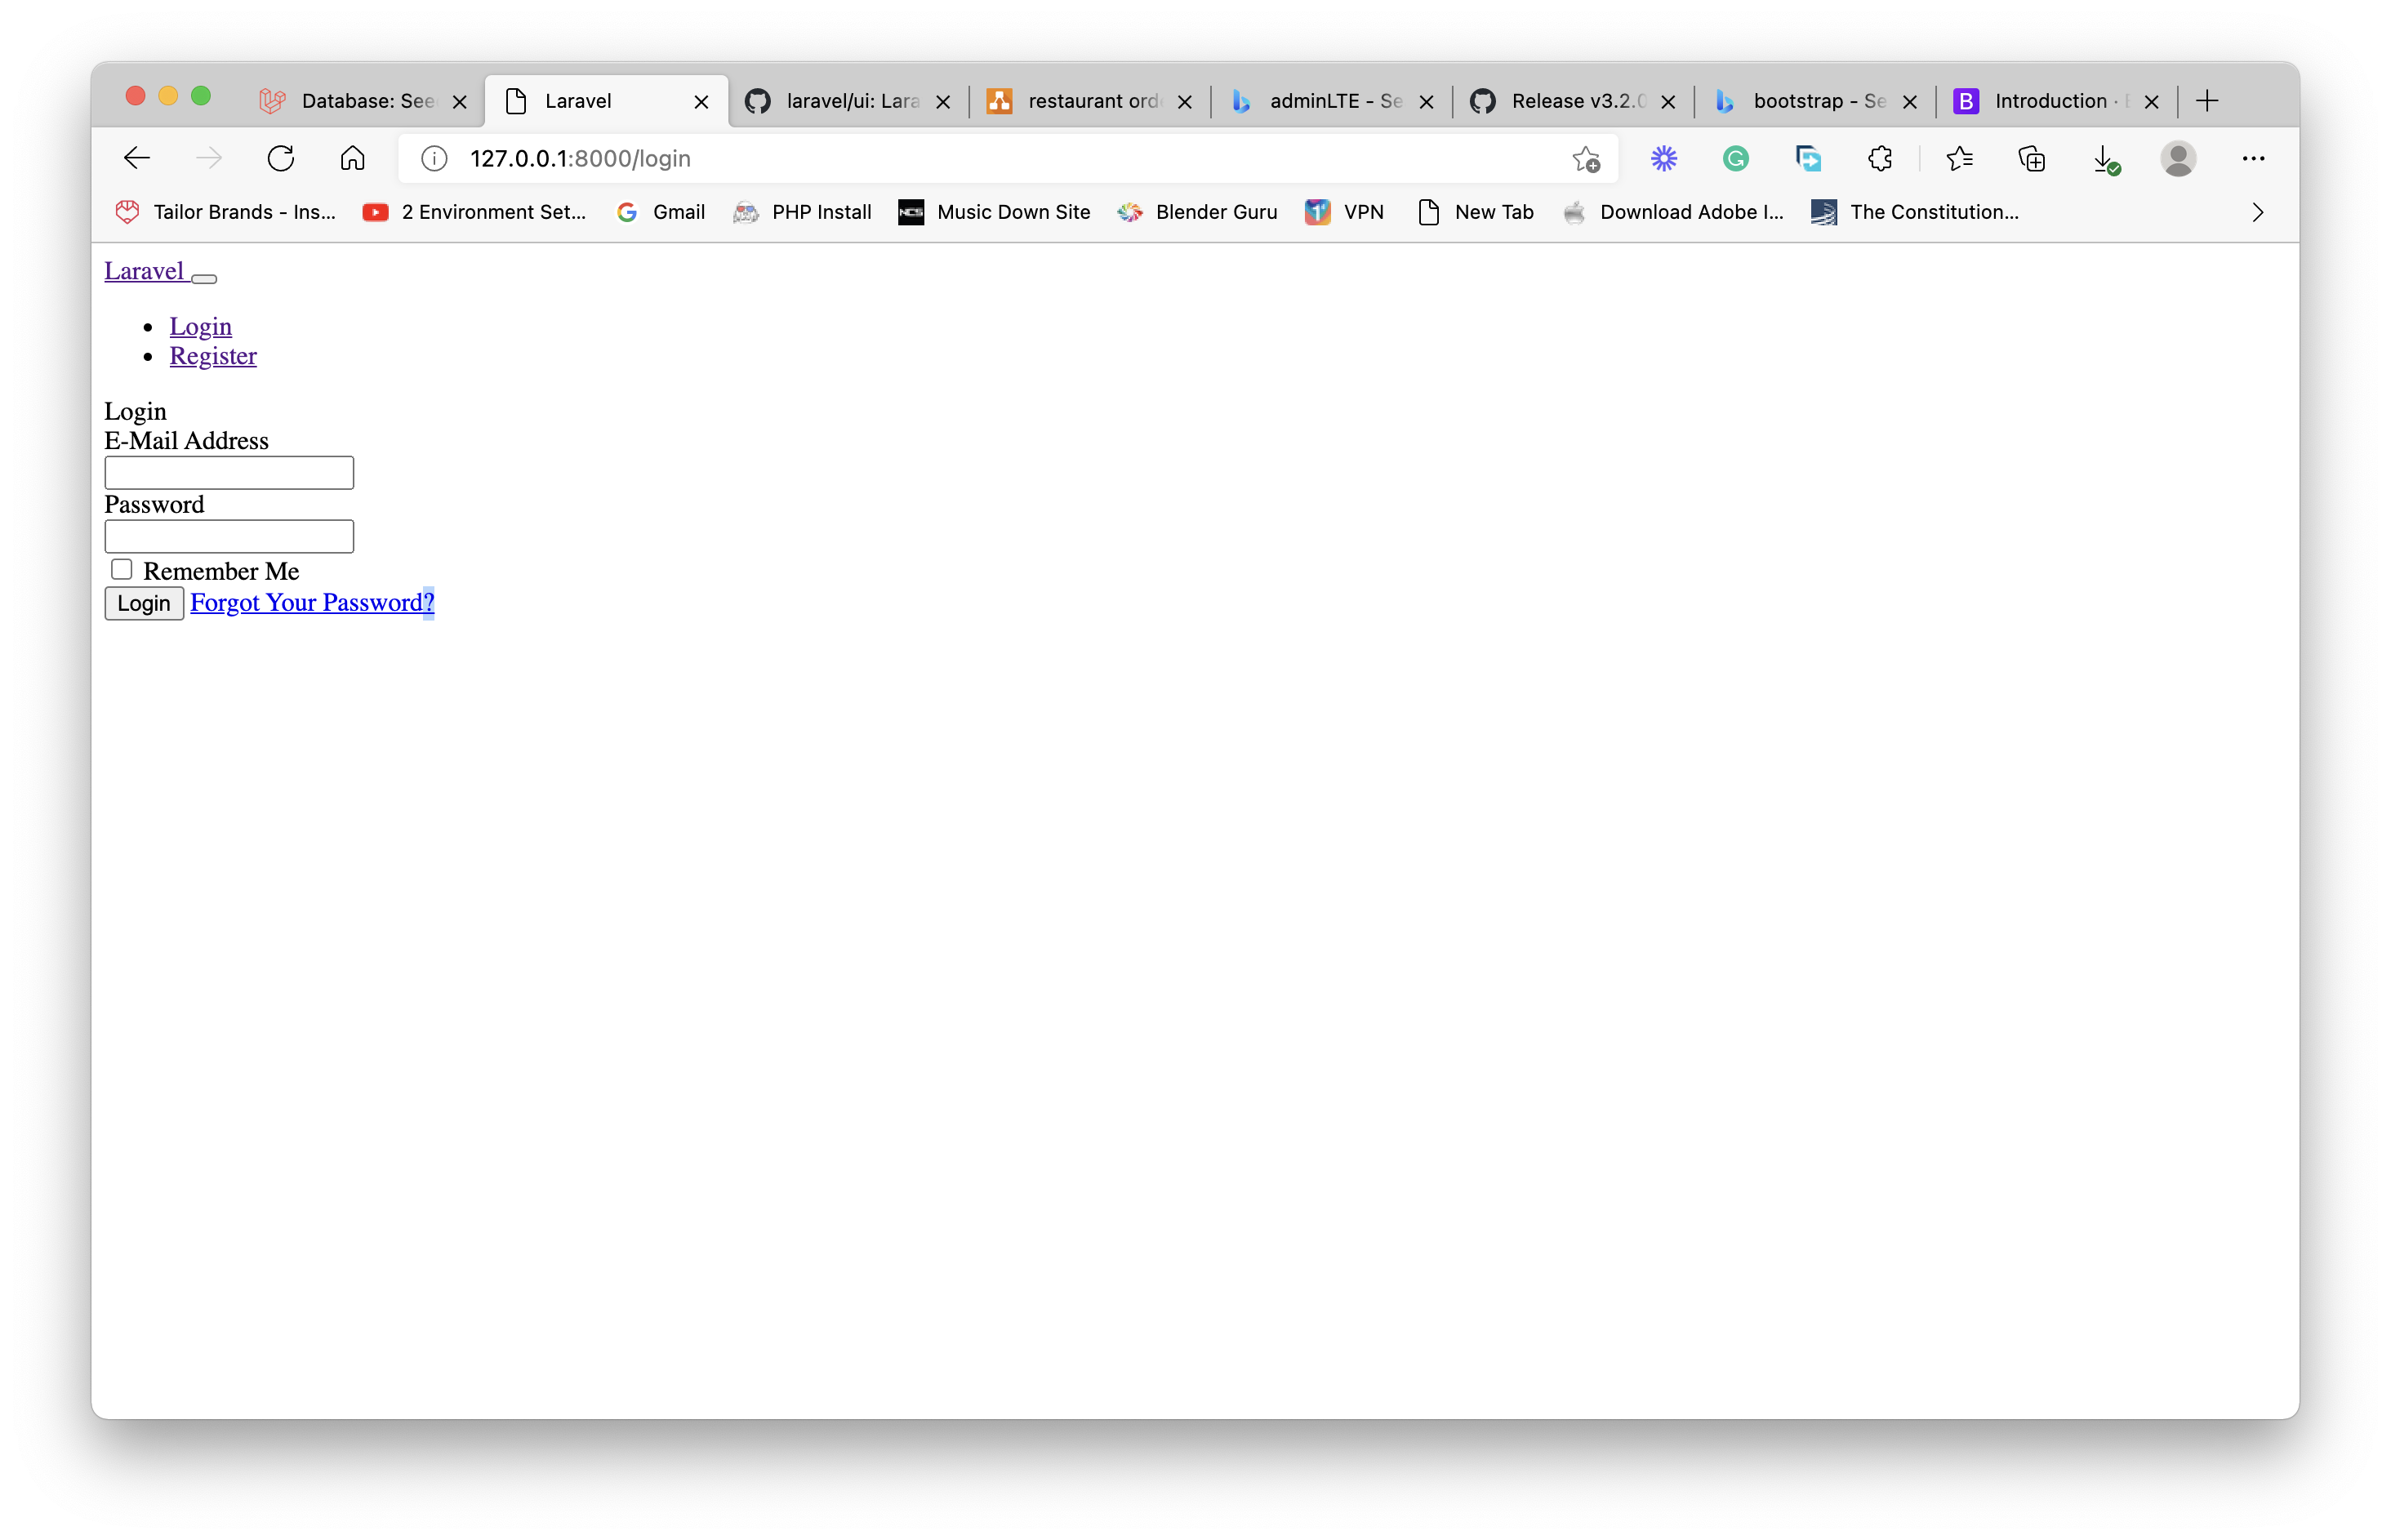 Database: See
Laravel
laravel/ui: Lara
restaurant ord
adminLTE - Se
Release v3.2.0
bootstrap - Se
Introduction ·
127.0.0.1:8000/login
Tailor Brands - Ins...
2 Environment Set...
Gmail
PHP Install
NCS
Music Down Site
Blender Guru
VPN
New Tab
Download Adobe I...
The Constitution...
Laravel
Login
Register
Login
E-Mail Address
Password
Remember Me
Login Forgot Your Password?